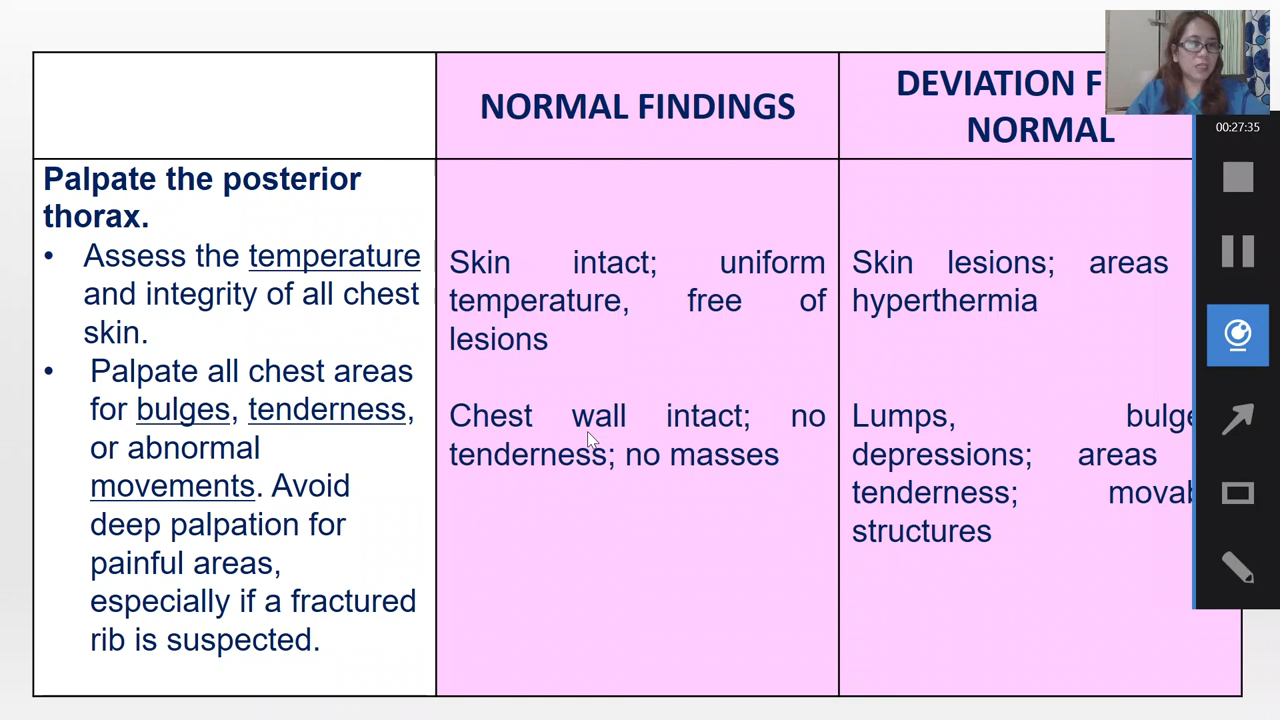 NORMAL FINDINGS
DEVIATION F
NORMAL
00:27:35
Palpate the posterior
thorax.
• Assess the temperature
and integrity of all chest
skin.
• Palpate all chest areas
for bulges, tenderness,
or abnormal
movements. Avoid
deep palpation for
painful areas,
especially if a fractured
rib is suspected.
Skin intact; uniform
temperature, free of
lesions
Chest wall intact; no
tenderness; no masses
Skin lesions; areas
hyperthermia
Lumps, bulge
depressions; areas
tenderness; movab
structures